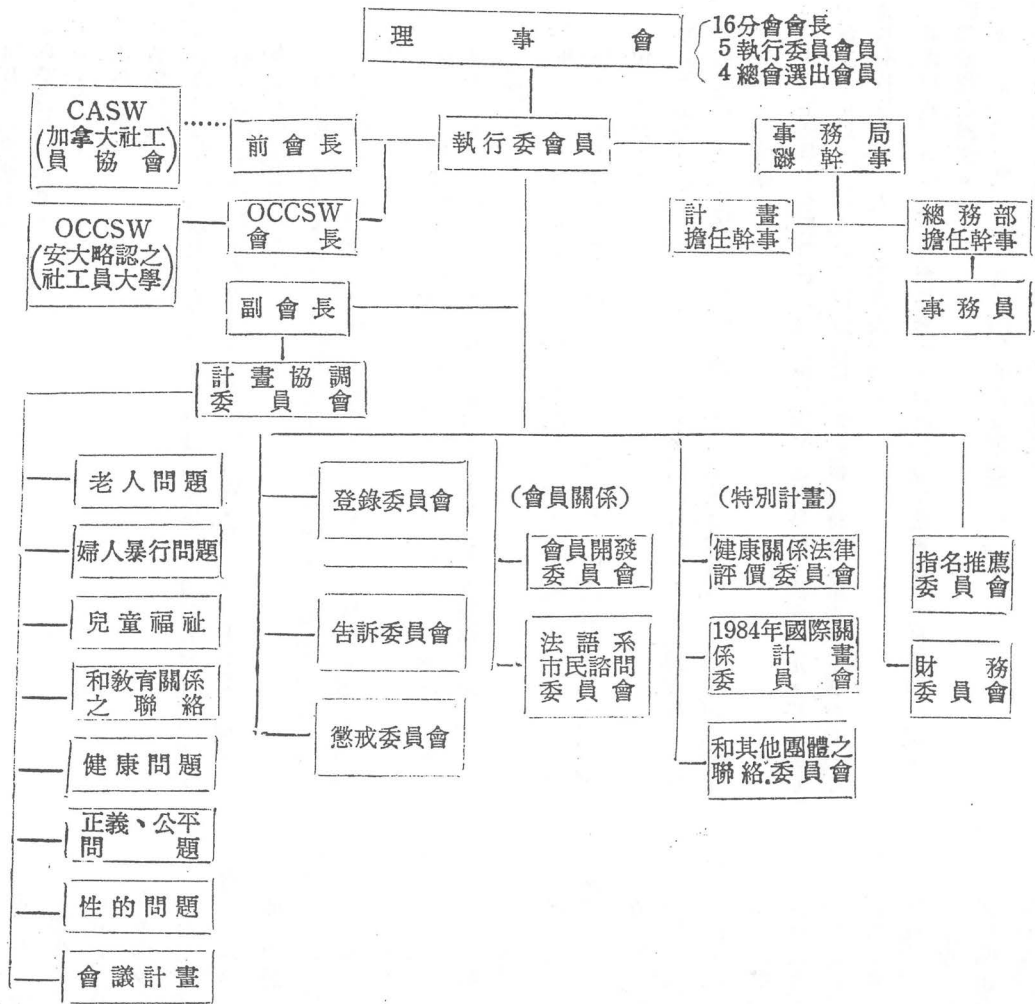 理事會
16分會會長
5執行委員會員
4總會選出會員
CASW
(加拿大社工
員協會)
前會長
執行委會員
事務局
幹事
OCCSW
(安大略認之
社工員大學)
OCCSW
會長
計畫
擔任幹事
總務部
擔任幹事
副會長
事務員
計畫協調
委員會
老人問題
婦人暴行問題
兒童福祉
和教育關係
之聯絡
健康問題
正義、公平
問題
性的問題
會議計畫
登錄委員會
告訴委員會
懲戒委員會
(會員關係)
會員開發
委員會
法語系
市民諮問
委員會
(特別計畫)
健康關係法律
評價委員會
1984年國際關
係計畫
委員會
和其他團體之
聯絡委員會
指名推薦
委員會
財務
委員會